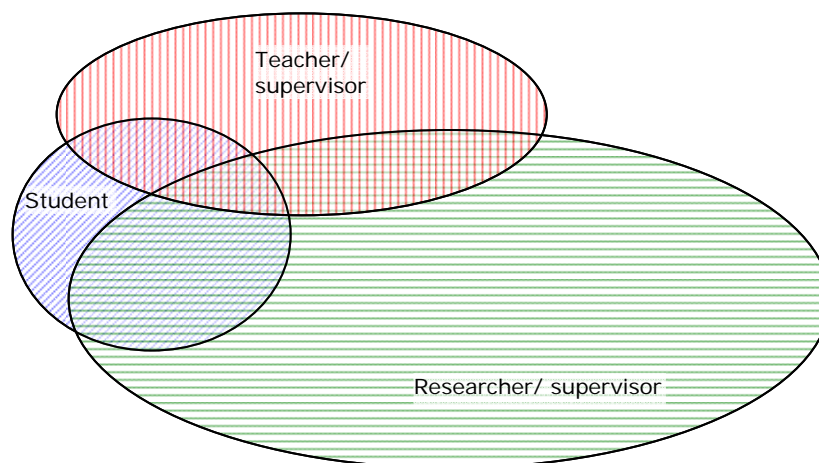 Teacher/
supervisor
Student
Researcher/ supervisor